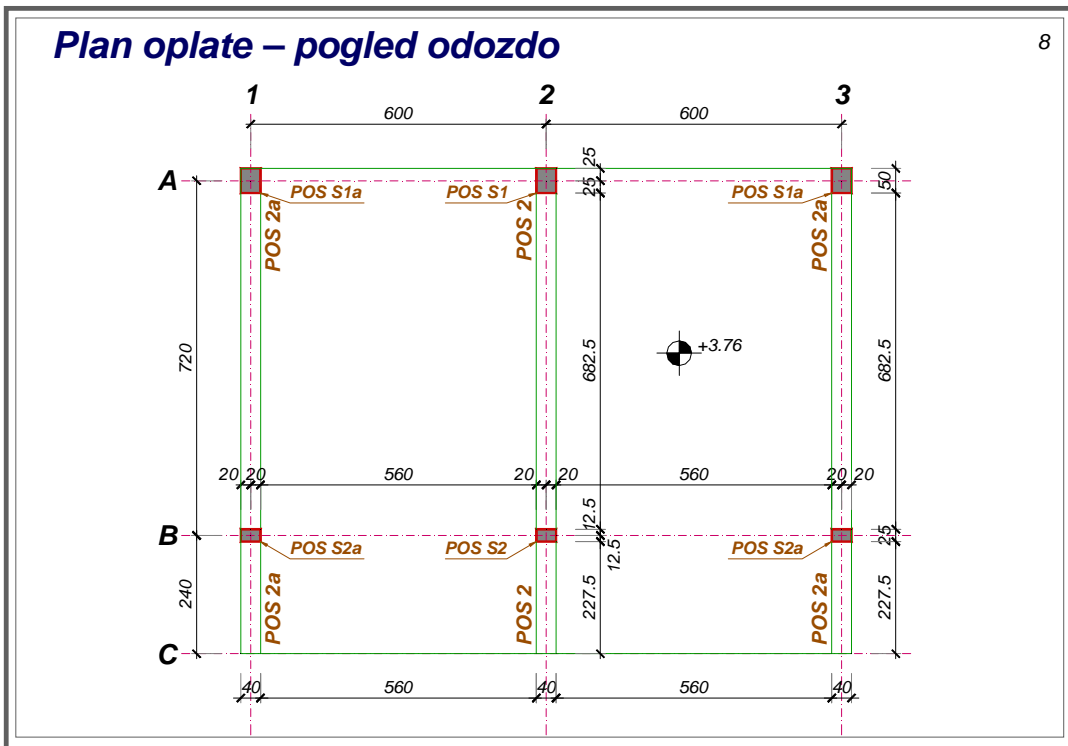 Plan oplate – pogled odozdo
8
1 2 3
600 600
A
25
25
50
POS S1a POS S1 POS S1a
POS 2a POS 2 POS 2a
+3.76
720 682.5 682.5
20 20 560 20 20 560 20 20
B
12.5
12.5
25
POS S2a POS S2 POS S2a
240 POS 2a POS 2 227.5 POS 2a 227.5
C
40 560 40 560 40